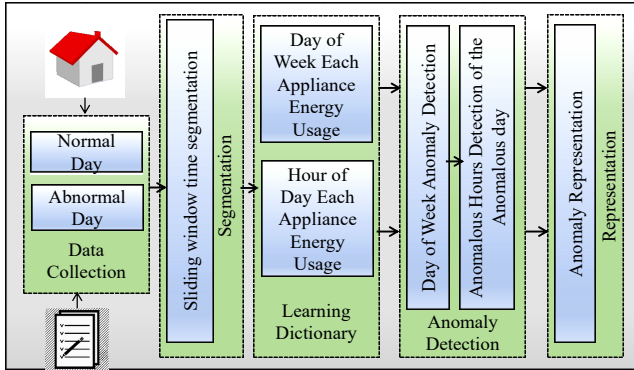 Normal
Day
Abnormal
Day
Data
Collection
Sliding window time segmentation
Segmentation
Day of
Week Each
Appliance
Energy
Usage
Hour of
Day Each
Appliance
Energy
Usage
Learning
Dictionary
Day of Week Anomaly Detection
Anomalous Hours Detection of the
Anomalous day
Anomaly
Detection
Anomaly Representation
Representation